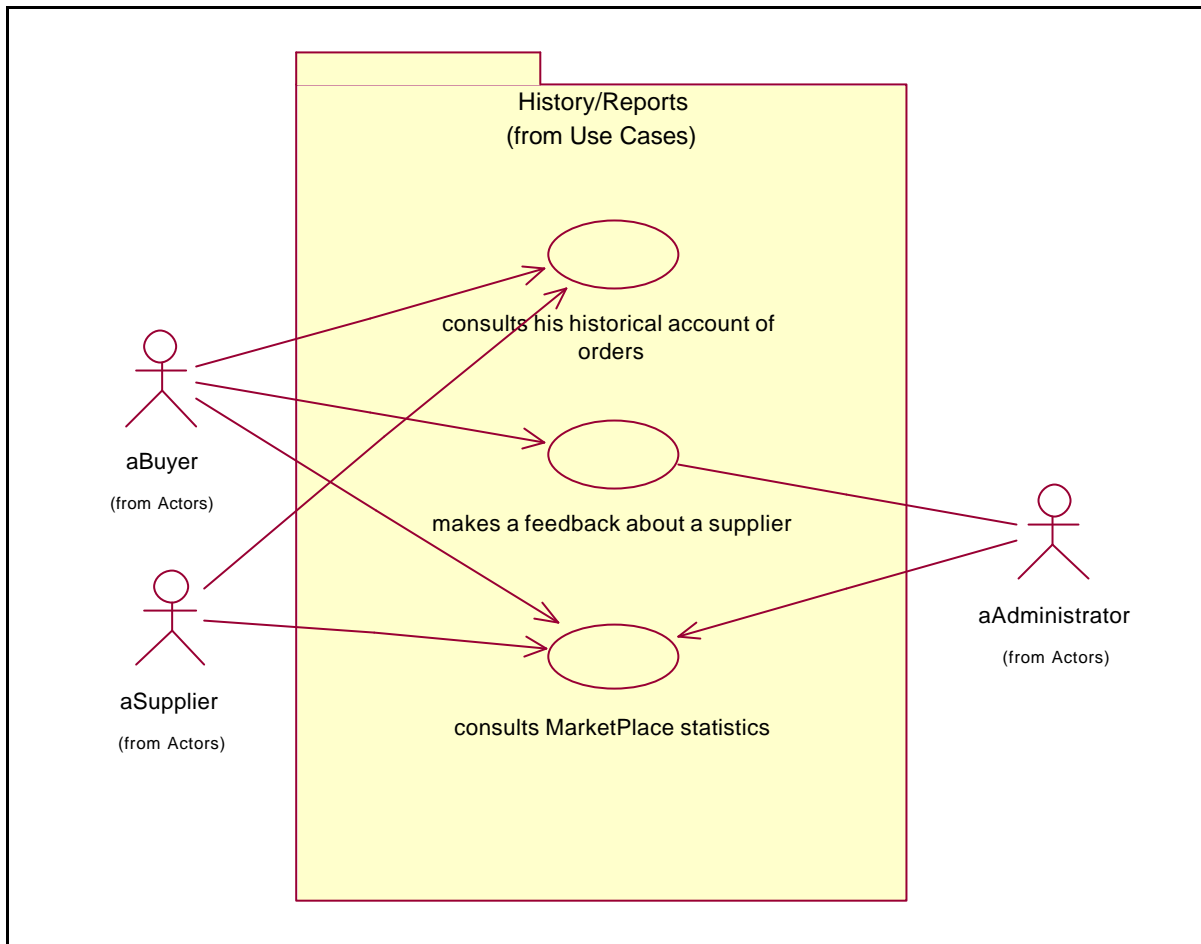 History/Reports
(from Use Cases)
consults his historical account of
orders
aBuyer
(from Actors)
makes a feedback about a supplier
aAdministrator
(from Actors)
aSupplier
(from Actors)
consults MarketPlace statistics